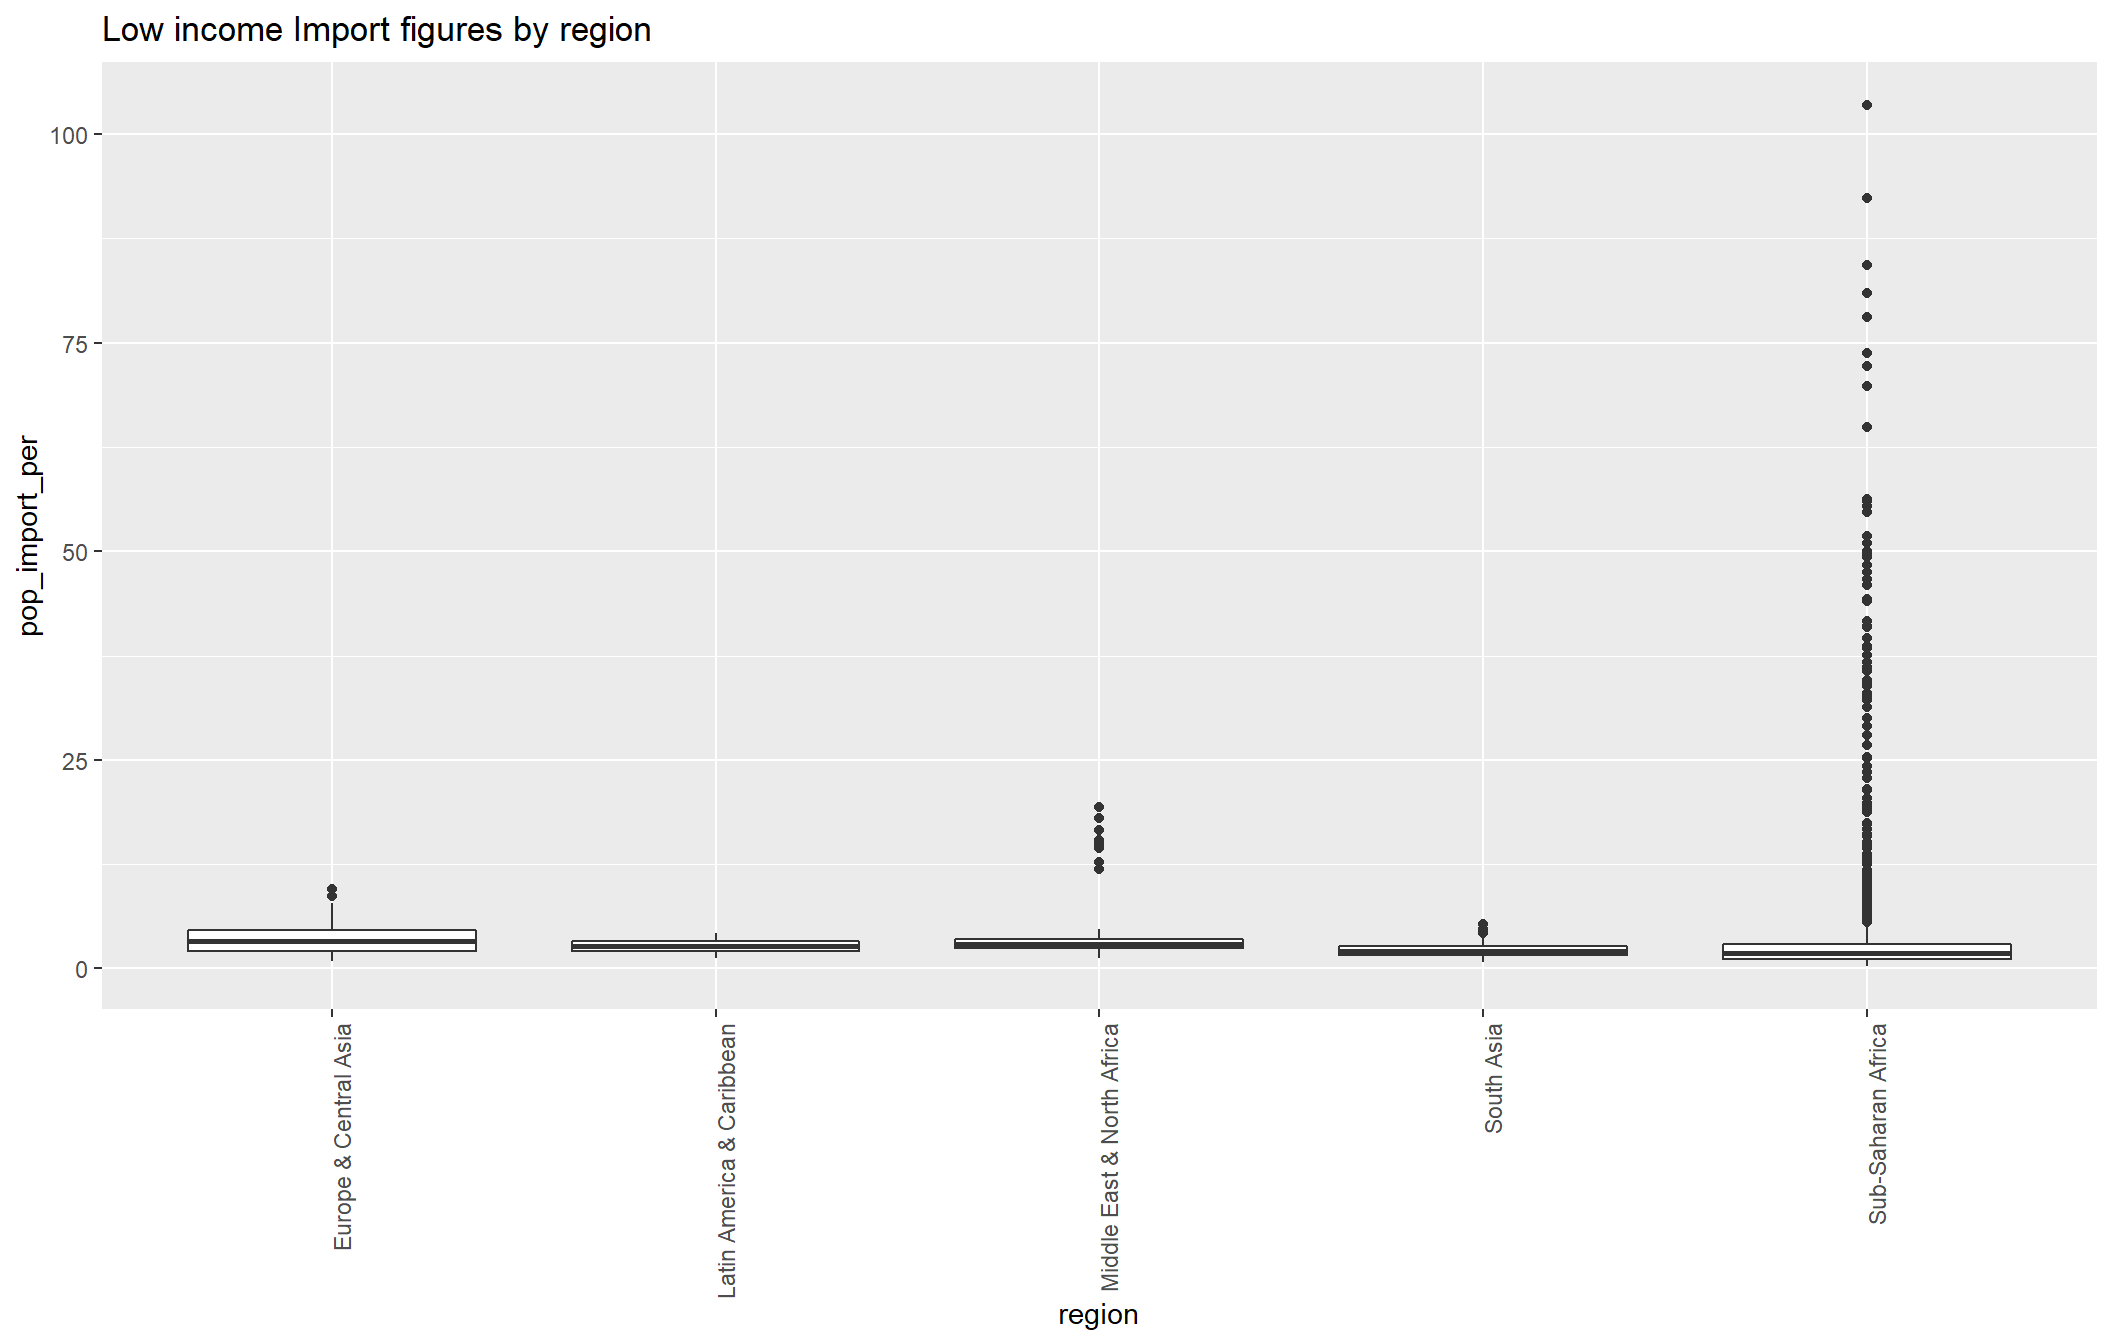 Low income Import figures by region
pop_import_per
100
75
50
25
0
Europe & Central Asia
Latin America & Caribbean
Middle East & North Africa
South Asia
Sub-Saharan Africa
region